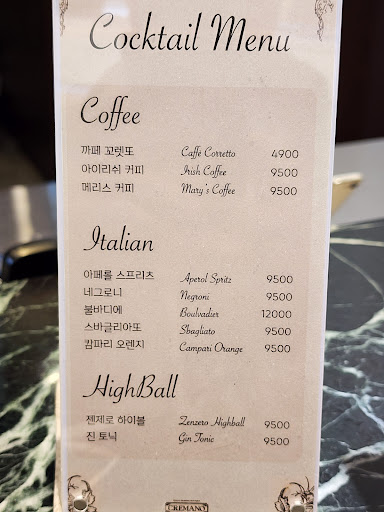 Cocktail Menu
Coffee
까페 꼬렛또 Caffé Corretto 4900
아이리쉬 커피 Irish Coffee 9500
메리스 커피 Mary's Coffee 9500
Italian
아페롤 스프리츠 Aperol Spritz 9500
네그로니 Negroni 9500
불바디에 Boulvadier 12000
스바글리아또 Sbagliato 9500
캄파리 오렌지 Campari Orange 9500
HighBall
젠제로 하이볼 Zenzero Highball 9500
진 토닉 Gin Tonic 9500
CREMANO